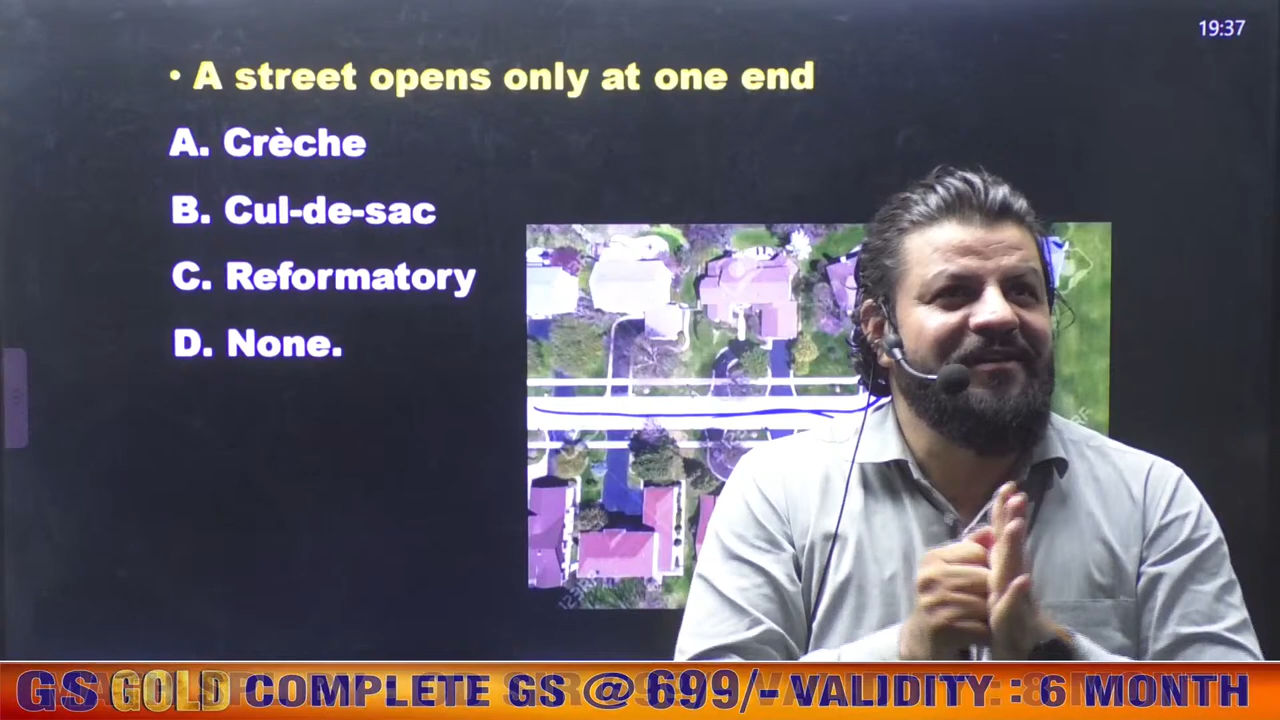 19:37
• A street opens only at one end
A. Crèche
B. Cul-de-sac
C. Reformatory
D. None.
123RF
GS GOLD COMPLETE GS @ 699/- VALIDITY : 6 MONTH